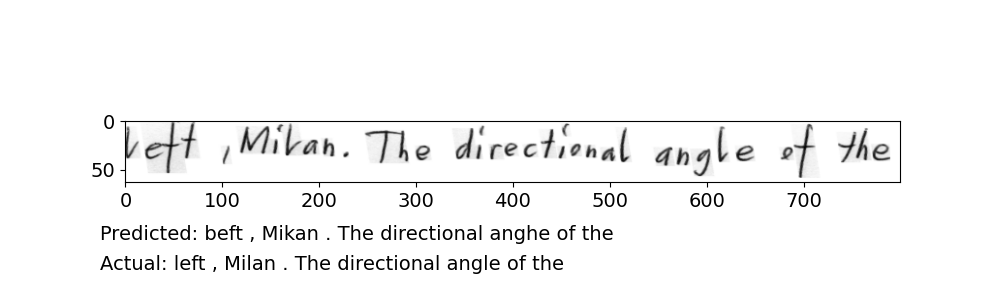 0
50
left , Milan. The directional angle of the
0 100 200 300 400 500 600 700
Predicted: beft , Mikan . The directional anghe of the
Actual: left , Milan . The directional angle of the